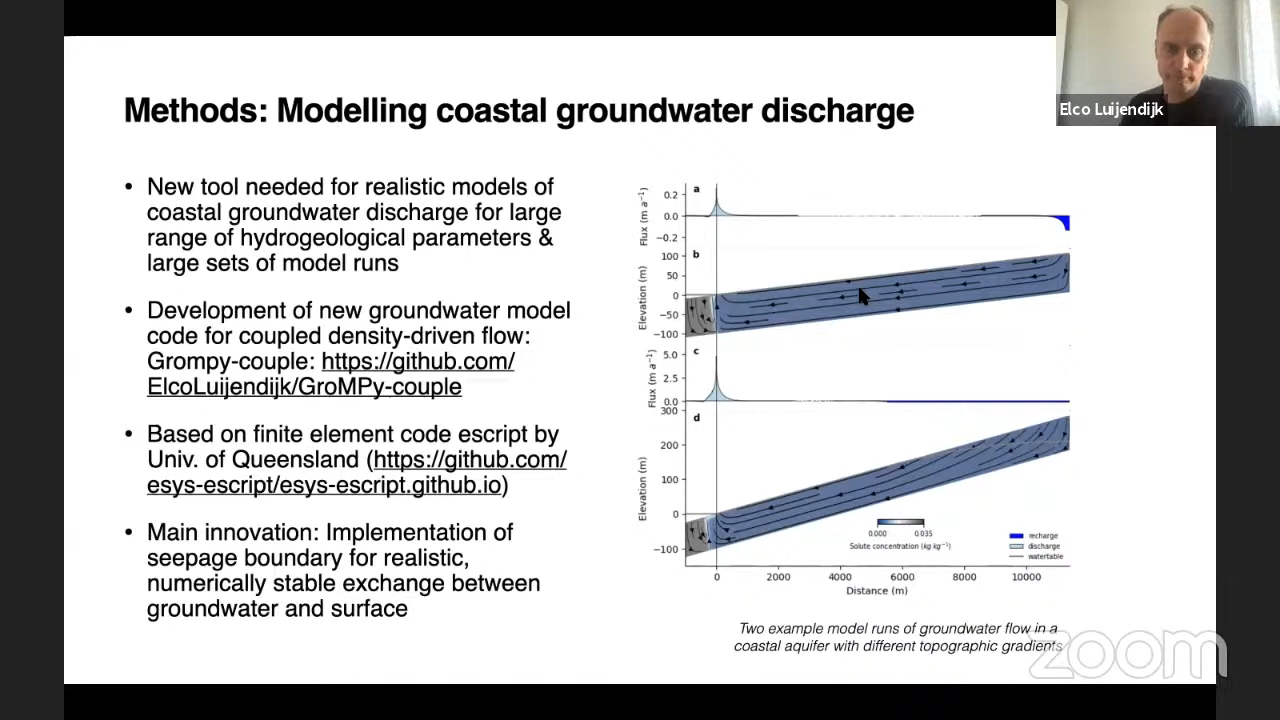 Elco Luijendijk
Methods: Modelling coastal groundwater discharge
• New tool needed for realistic models of
coastal groundwater discharge for large
range of hydrogeological parameters &
large sets of model runs
• Development of new groundwater model
code for coupled density-driven flow:
Grompy-couple: https://github.com/
ElcoLuijendijk/GroMPy-couple
• Based on finite element code escript by
Univ. of Queensland (https://github.com/
esys-escript/esys-escript.github.io)
• Main innovation: Implementation of
seepage boundary for realistic,
numerically stable exchange between
groundwater and surface
a
Flux (m a⁻¹)
0.2
0.0
−0.2
b
Elevation (m)
100
50
0
−50
−100
c
Flux (m a⁻¹)
5.0
2.5
0.0
d
Elevation (m)
300
200
100
0
−100
0.000 0.035
Solute concentration (kg kg⁻¹)
recharge
discharge
watertable
0 2000 4000 6000 8000 10000
Distance (m)
Two example model runs of groundwater flow in a
coastal aquifer with different topographic gradients
zoom